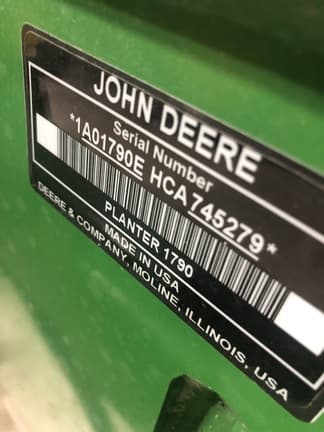 JOHN DEERE
Serial Number
*1A01790E HCA745279*
PLANTER 1790
MADE IN USA
DEERE & COMPANY, MOLINE, ILLINOIS, USA